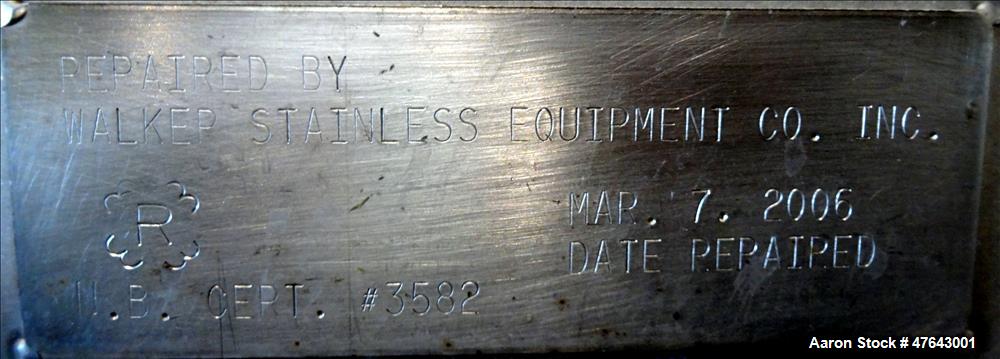 REPAIRED BY
WALKER STAINLESS EQUIPMENT CO. INC.
R
MAR. 7. 2006
DATE REPAIRED
N.B. CERT. #3582
Aaron Stock # 47643001